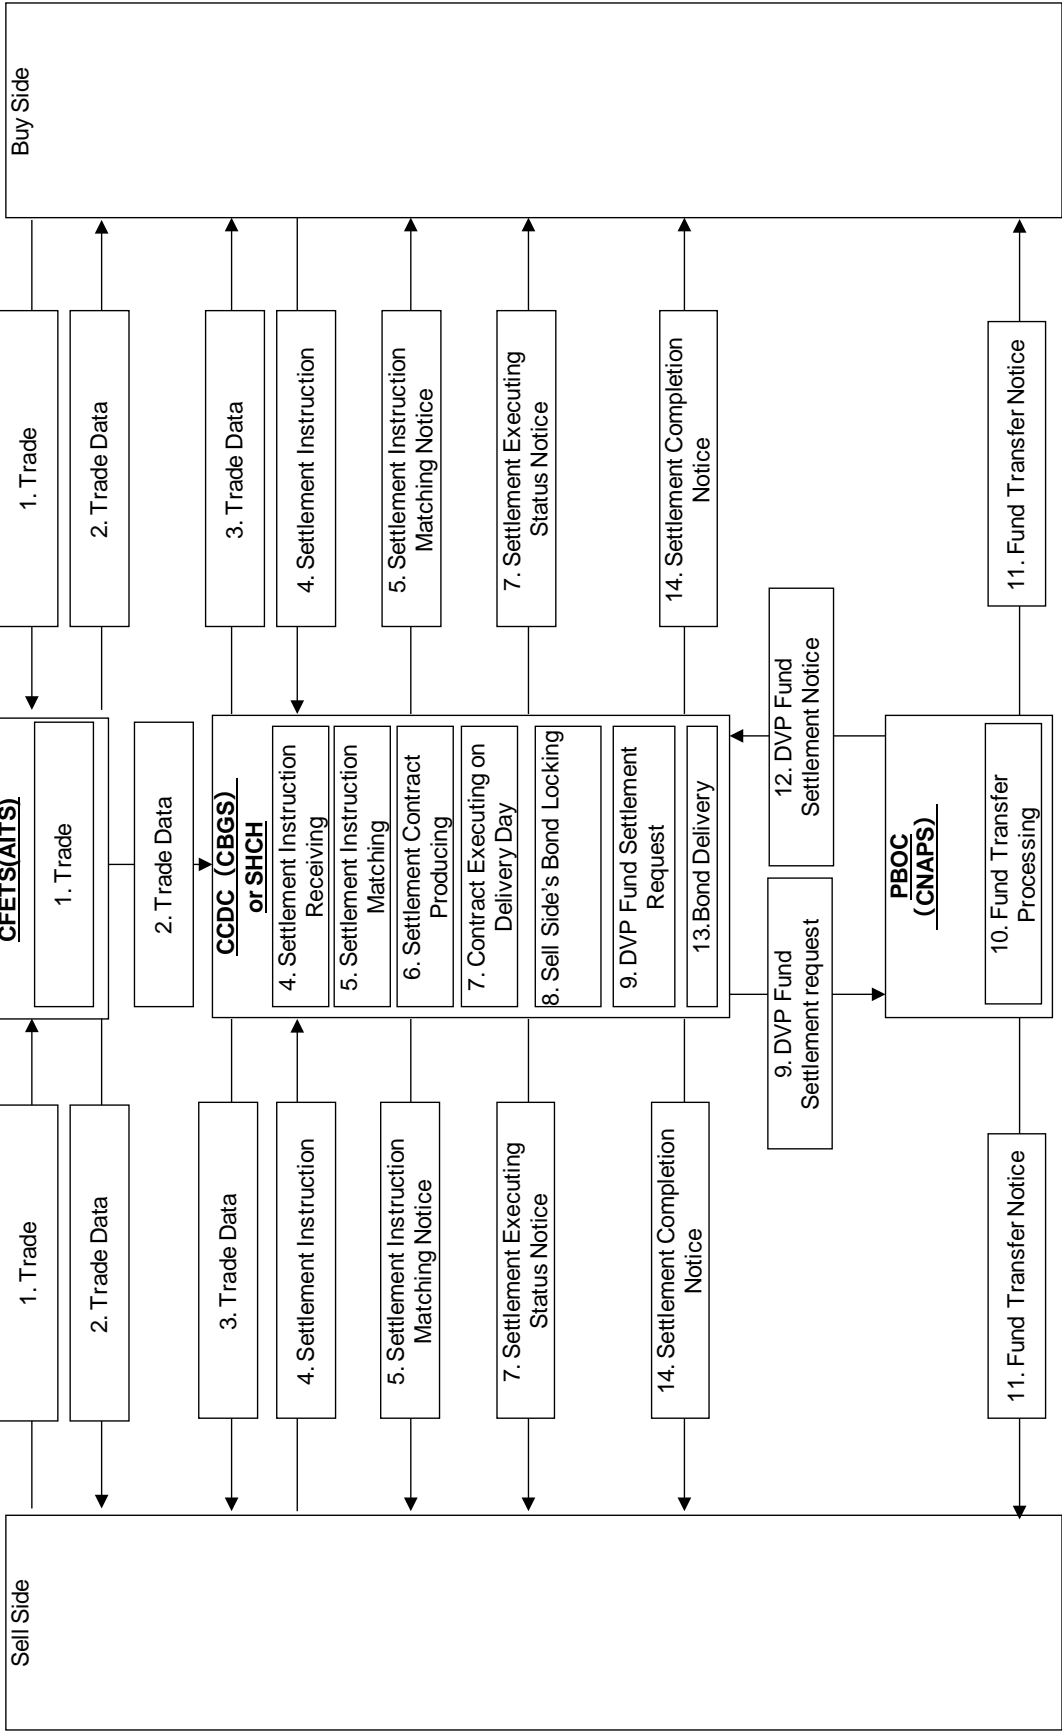 Sell Side
Buy Side
CFETS(AITS)
1. Trade
1. Trade
1. Trade
2. Trade Data
2. Trade Data
2. Trade Data
CCDC (CBGS)
or SHCH
3. Trade Data
3. Trade Data
4. Settlement Instruction
4. Settlement Instruction
Receiving
4. Settlement Instruction
5. Settlement Instruction
Matching Notice
5. Settlement Instruction
Matching
5. Settlement Instruction
Matching Notice
6. Settlement Contract
Producing
7. Settlement Executing
Status Notice
7. Contract Executing on
Delivery Day
7. Settlement Executing
Status Notice
8. Sell Side's Bond Locking
9. DVP Fund Settlement
Request
14. Settlement Completion
Notice
13.Bond Delivery
14. Settlement Completion
Notice
9. DVP Fund
Settlement request
12. DVP Fund
Settlement Notice
PBOC
(CNAPS)
11. Fund Transfer Notice
10. Fund Transfer
Processing
11. Fund Transfer Notice